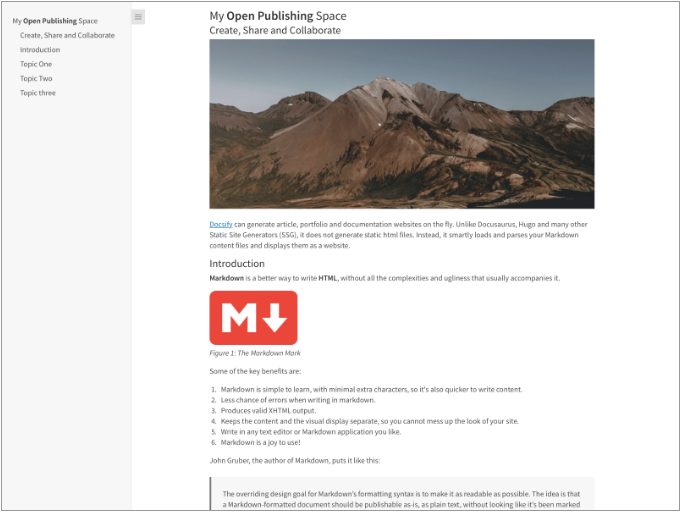 My Open Publishing Space
Create, Share and Collaborate
Introduction
Topic One
Topic Two
Topic three
My Open Publishing Space
Create, Share and Collaborate
Docsify can generate article, portfolio and documentation websites on the fly. Unlike Docusaurus, Hugo and many other
Static Site Generators (SSG), it does not generate static html files. Instead, it smartly loads and parses your Markdown
content files and displays them as a website.
Introduction
Markdown is a better way to write HTML, without all the complexities and ugliness that usually accompanies it.
M
Figure 1: The Markdown Mark
Some of the key benefits are:
1. Markdown is simple to learn, with minimal extra characters, so it's also quicker to write content.
2. Less chance of errors when writing in markdown.
3. Produces valid XHTML output.
4. Keeps the content and the visual display separate, so you cannot mess up the look of your site.
5. Write in any text editor or Markdown application you like.
6. Markdown is a joy to use!
John Gruber, the author of Markdown, puts it like this:
The overriding design goal for Markdown's formatting syntax is to make it as readable as possible. The idea is that
a Markdown-formatted document should be publishable as-is, as plain text, without looking like it's been marked